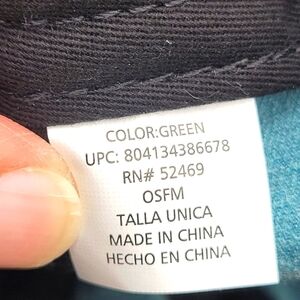 COLOR:GREEN
UPC: 804134386678
RN# 52469
OSFM
TALLA UNICA
MADE IN CHINA
HECHO EN CHINA